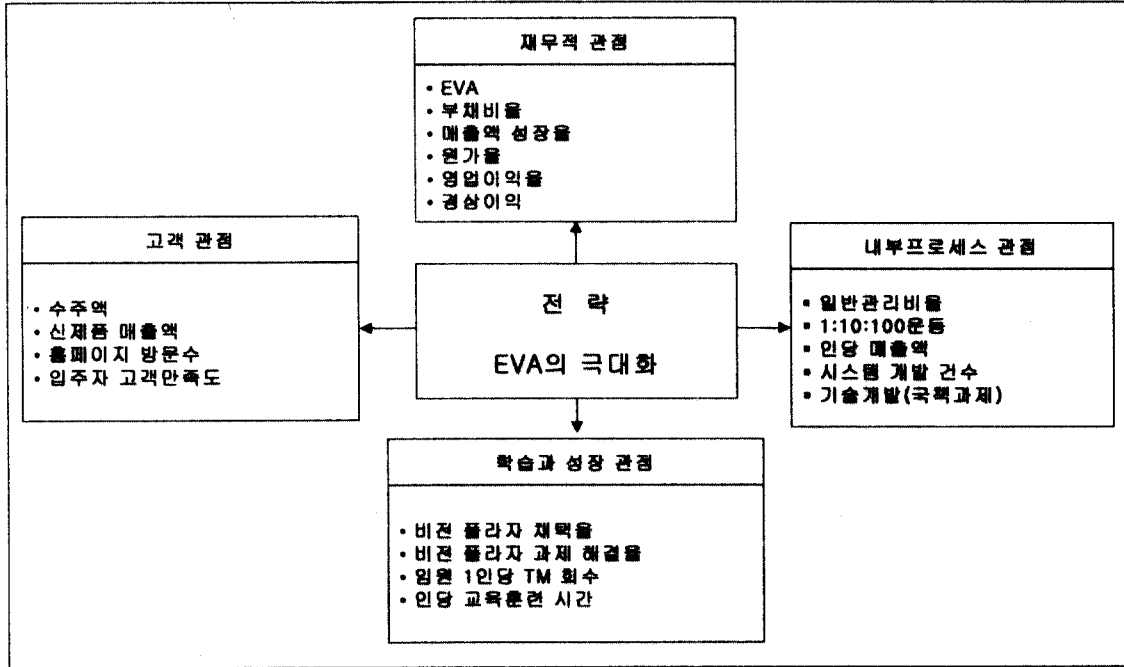 재무적 관점
• EVA
• 부채비율
• 매출액 성장율
• 원가율
• 영업이익율
• 경상이익
고객 관점
• 수주액
• 신제품 매출액
• 홈페이지 방문수
• 입주자 고객만족도
전 략
EVA의 극대화
내부프로세스 관점
▪ 일반관리비율
▪ 1:10:100운동
▪ 인당 매출액
▪ 시스템 개발 건수
▪ 기술개발(국책과제)
학습과 성장 관점
• 비전 플라자 채택율
• 비전 플라자 과제 해결율
• 임원 1인당 TM 회수
• 인당 교육훈련 시간